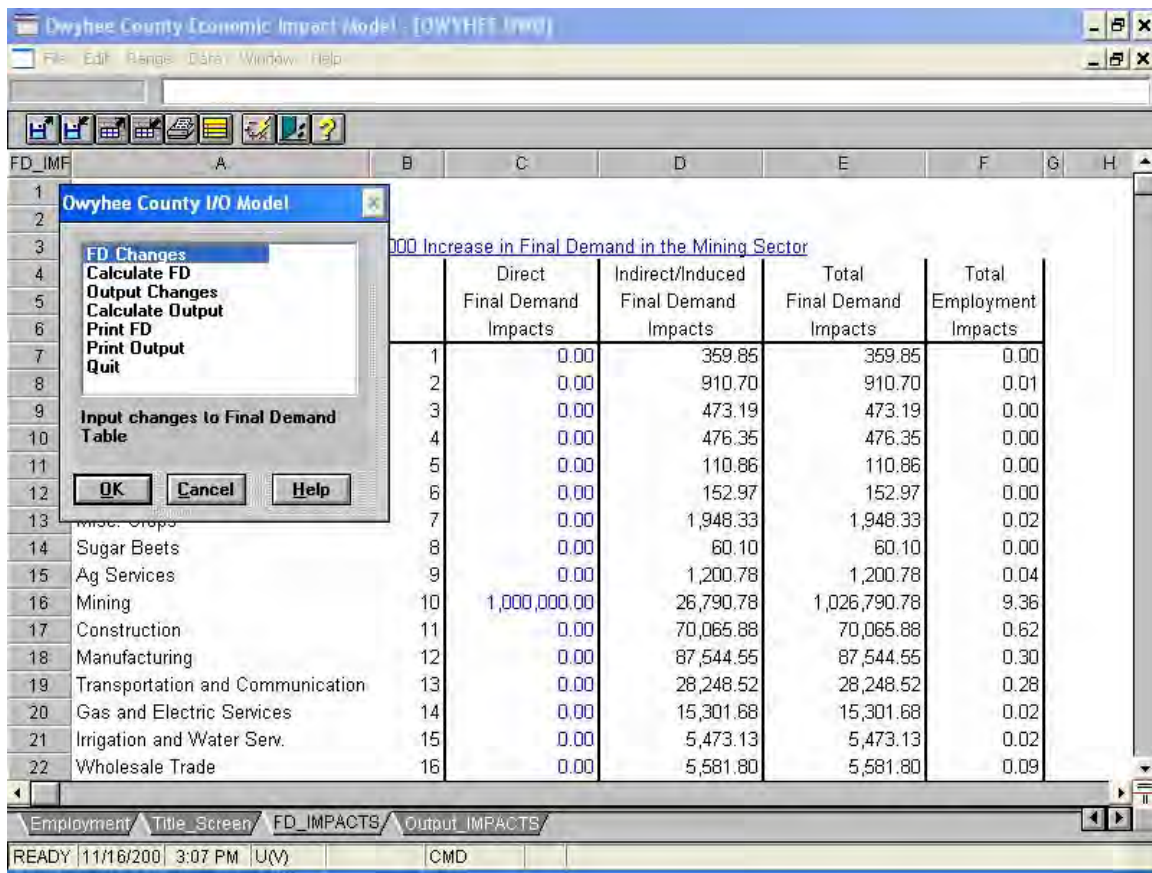 Owyhee County Economic Impact Model - [OWYHEE.UWO]
File Edit Range Data Window Help
FD_IMF A B C D E F G H
1
2
3 000 Increase in Final Demand in the Mining Sector
4 Direct Indirect/Induced Total Total
5 Final Demand Final Demand Final Demand Employment
6 Impacts Impacts Impacts Impacts
7 1 0.00 359.85 359.85 0.00
8 2 0.00 910.70 910.70 0.01
9 3 0.00 473.19 473.19 0.00
10 4 0.00 476.35 476.35 0.00
11 5 0.00 110.86 110.86 0.00
12 6 0.00 152.97 152.97 0.00
13 Misc. Crops 7 0.00 1,948.33 1,948.33 0.02
14 Sugar Beets 8 0.00 60.10 60.10 0.00
15 Ag Services 9 0.00 1,200.78 1,200.78 0.04
16 Mining 10 1,000,000.00 26,790.78 1,026,790.78 9.36
17 Construction 11 0.00 70,065.88 70,065.88 0.62
18 Manufacturing 12 0.00 87,544.55 87,544.55 0.30
19 Transportation and Communication 13 0.00 28,248.52 28,248.52 0.28
20 Gas and Electric Services 14 0.00 15,301.68 15,301.68 0.02
21 Irrigation and Water Serv. 15 0.00 5,473.13 5,473.13 0.02
22 Wholesale Trade 16 0.00 5,581.80 5,581.80 0.09
Owyhee County I/O Model
FD Changes
Calculate FD
Output Changes
Calculate Output
Print FD
Print Output
Quit
Input changes to Final Demand
Table
OK Cancel Help
Employment Title_Screen FD_IMPACTS Output_IMPACTS
READY 11/16/200 3:07 PM U(V) CMD